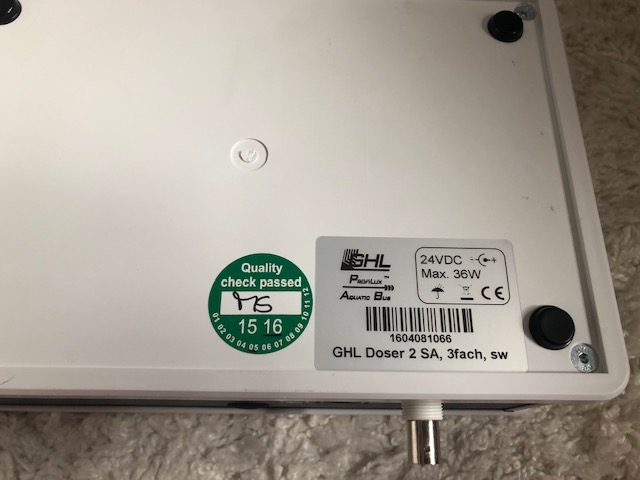 Quality
check passed
MS
15 16
01 02 03 04 05 06 07 08 09 10 11 12
GHL
PROFILUX
AQUATIC BUS
24VDC - +
Max. 36W
CE
1604081066
GHL Doser 2 SA, 3fach, sw